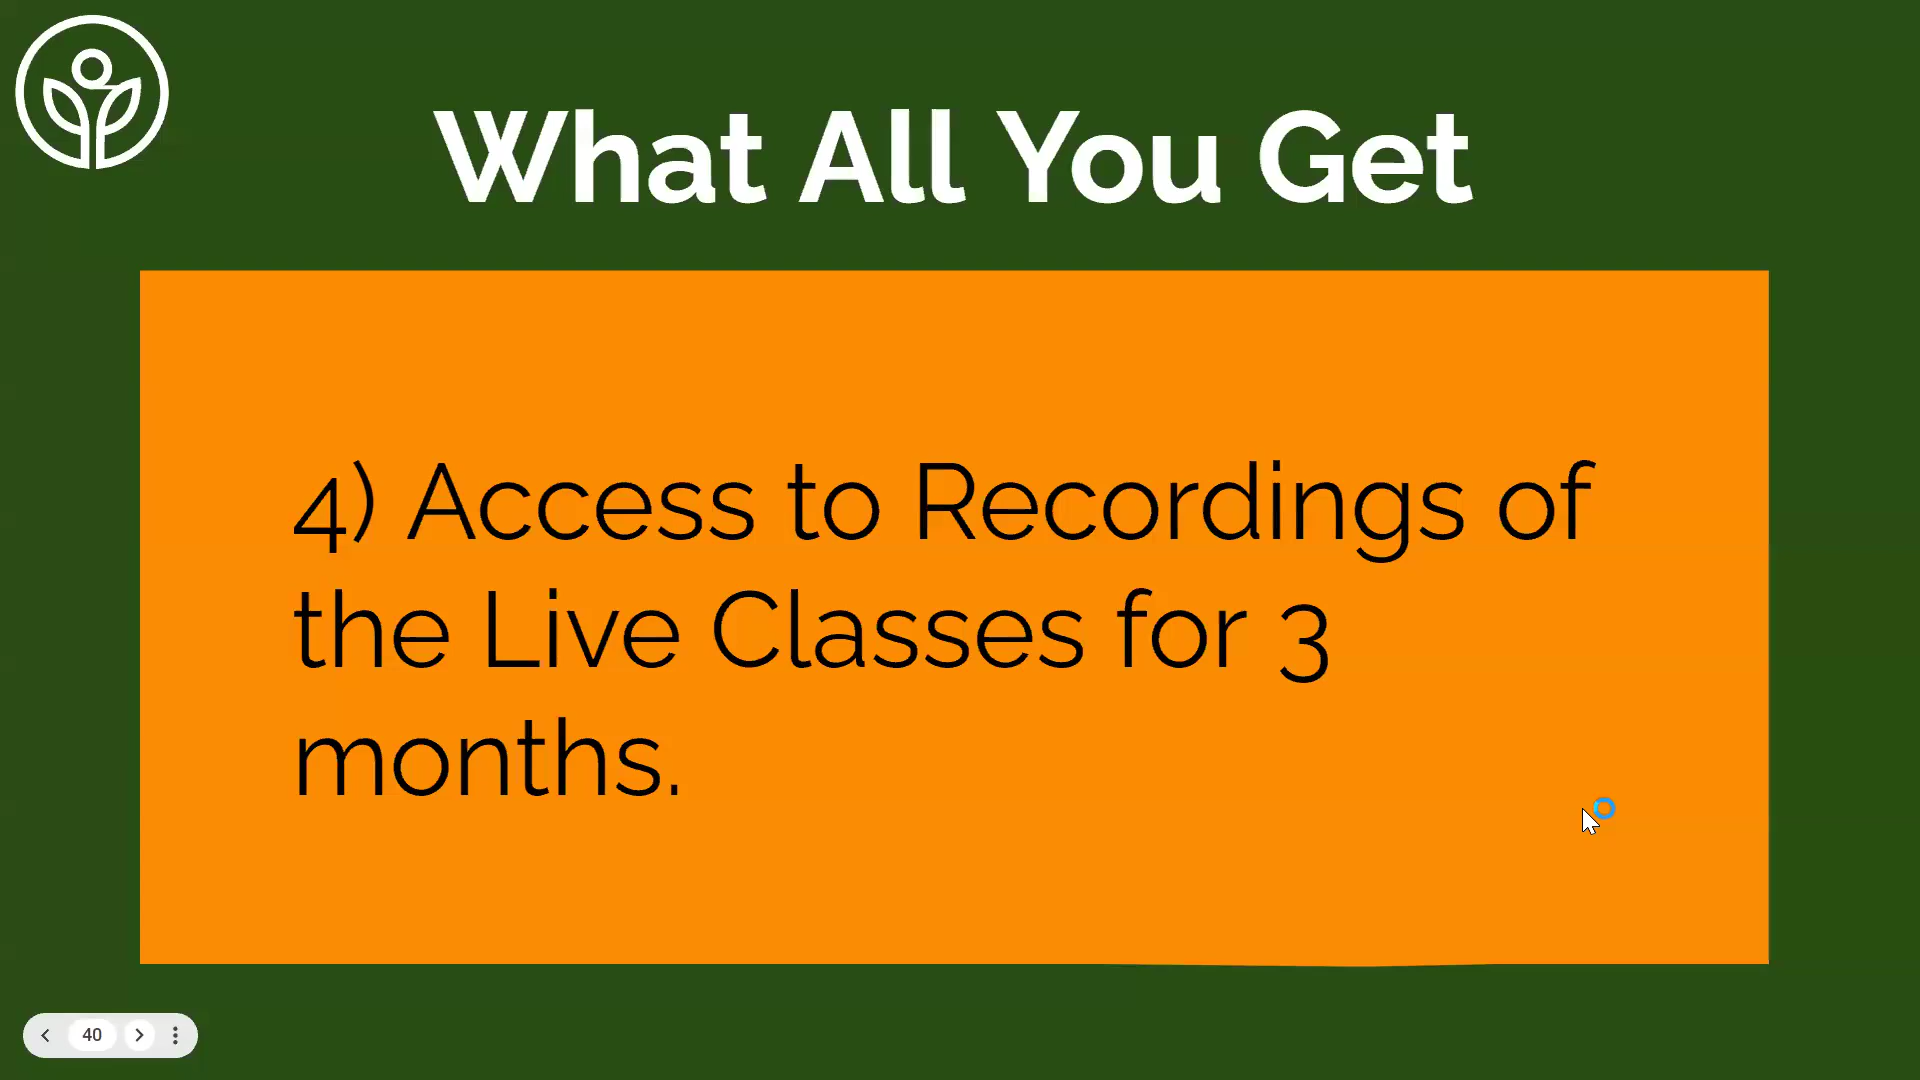 What All You Get
4) Access to Recordings of
the Live Classes for 3
months.
40